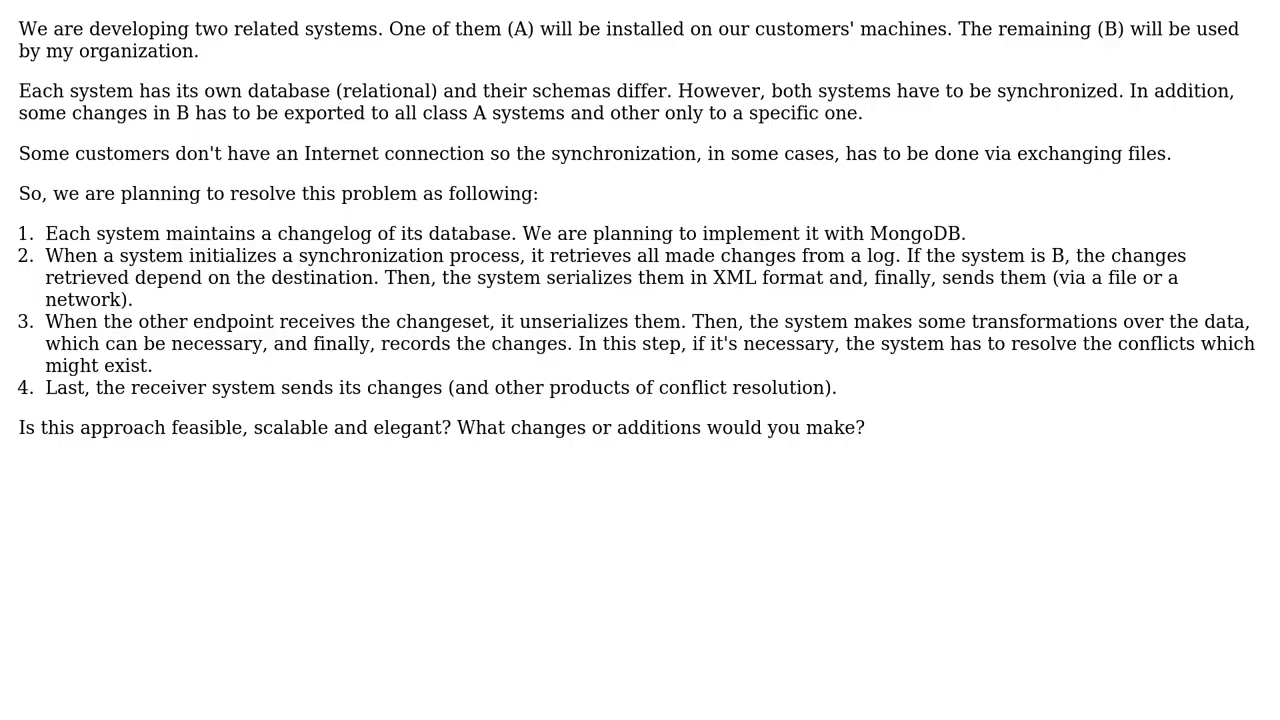 We are developing two related systems. One of them (A) will be installed on our customers' machines. The remaining (B) will be used
by my organization.
Each system has its own database (relational) and their schemas differ. However, both systems have to be synchronized. In addition,
some changes in B has to be exported to all class A systems and other only to a specific one.
Some customers don't have an Internet connection so the synchronization, in some cases, has to be done via exchanging files.
So, we are planning to resolve this problem as following:
1. Each system maintains a changelog of its database. We are planning to implement it with MongoDB.
2. When a system initializes a synchronization process, it retrieves all made changes from a log. If the system is B, the changes
retrieved depend on the destination. Then, the system serializes them in XML format and, finally, sends them (via a file or a
network).
3. When the other endpoint receives the changeset, it unserializes them. Then, the system makes some transformations over the data,
which can be necessary, and finally, records the changes. In this step, if it's necessary, the system has to resolve the conflicts which
might exist.
4. Last, the receiver system sends its changes (and other products of conflict resolution).
Is this approach feasible, scalable and elegant? What changes or additions would you make?